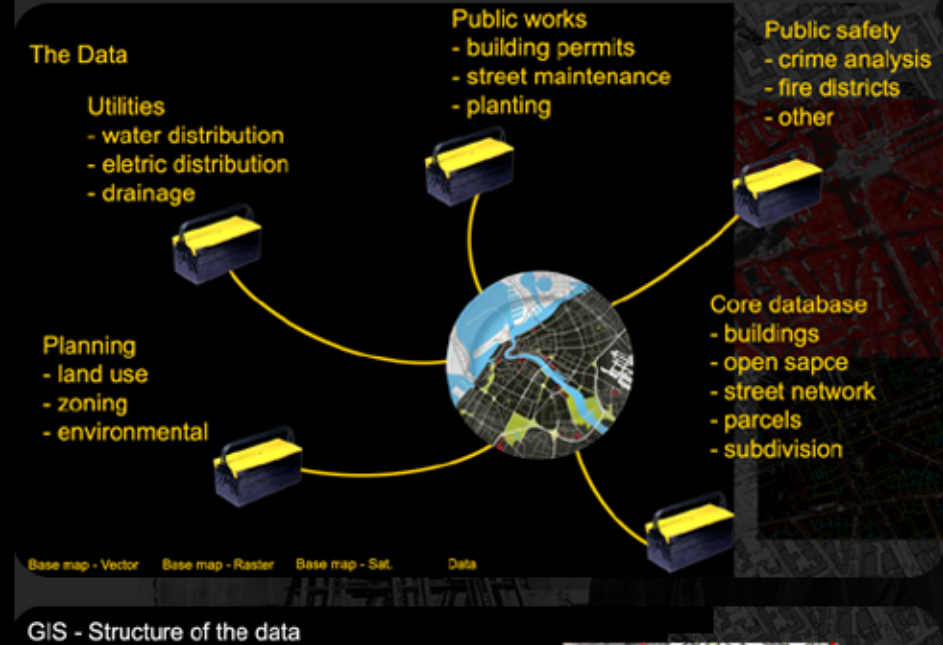 The Data
Public works
- building permits
- street maintenance
- planting
Public safety
- crime analysis
- fire districts
- other
Utilities
- water distribution
- eletric distribution
- drainage
Core database
- buildings
- open sapce
- street network
- parcels
- subdivision
Planning
- land use
- zoning
- environmental
Base map - Vector
Base map - Raster
Base map - Sat.
Data
GIS - Structure of the data